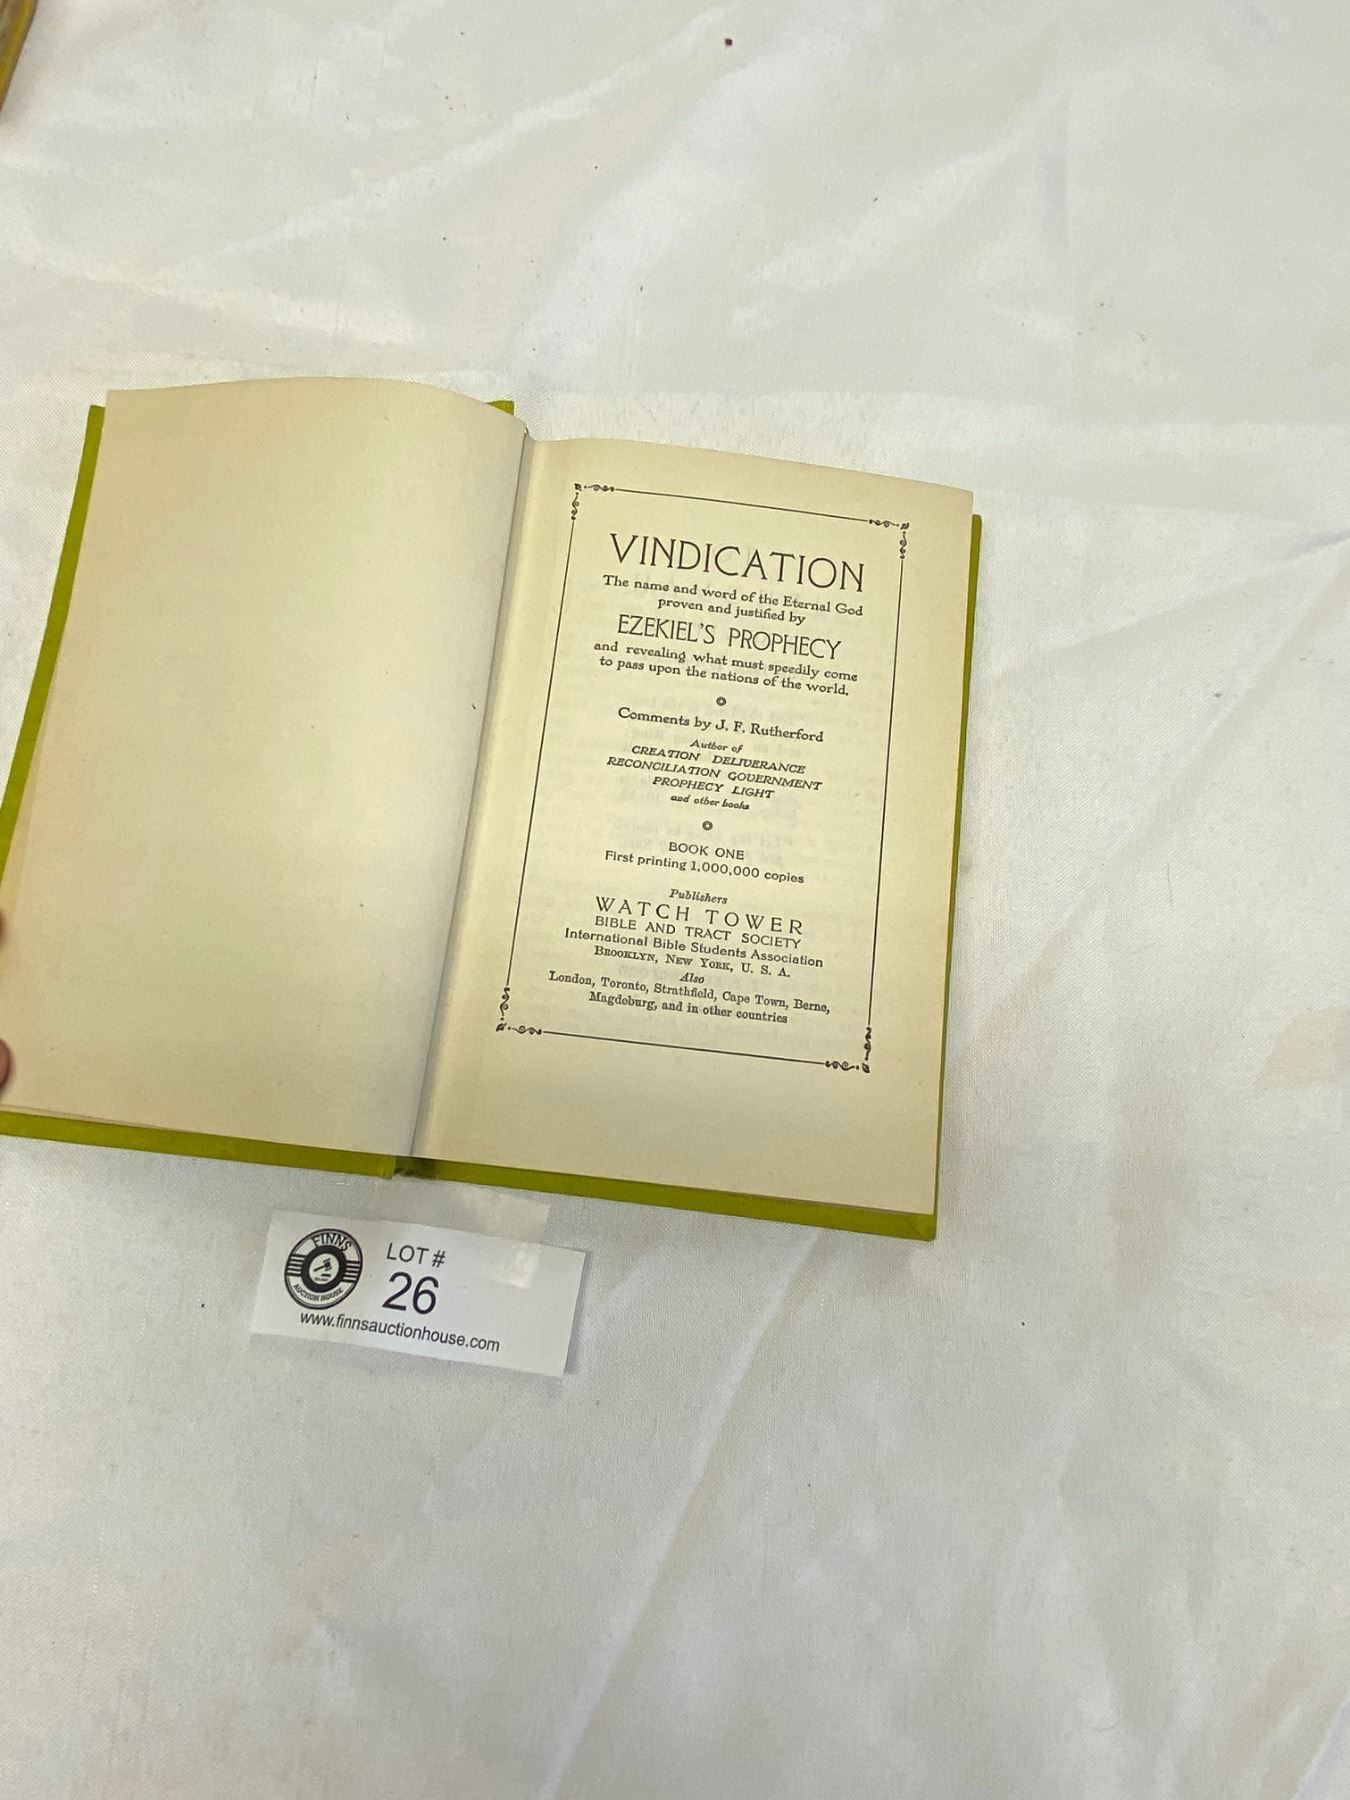 VINDICATION
The name and word of the Eternal God
proven and justified by
EZEKIEL'S PROPHECY
and revealing what must speedily come
to pass upon the nations of the world.
Comments by J. F. Rutherford
Author of
CREATION DELIVERANCE
RECONCILIATION GOVERNMENT
PROPHECY LIGHT
and other books
BOOK ONE
First printing 1,000,000 copies
Publishers
WATCH TOWER
BIBLE AND TRACT SOCIETY
International Bible Students Association
BROOKLYN, NEW YORK, U. S. A.
Also
London, Toronto, Strathfield, Cape Town, Berne,
Magdeburg, and in other countries
FINNS
AUCTION HOUSE
LOT #
26
www.finnsauctionhouse.com